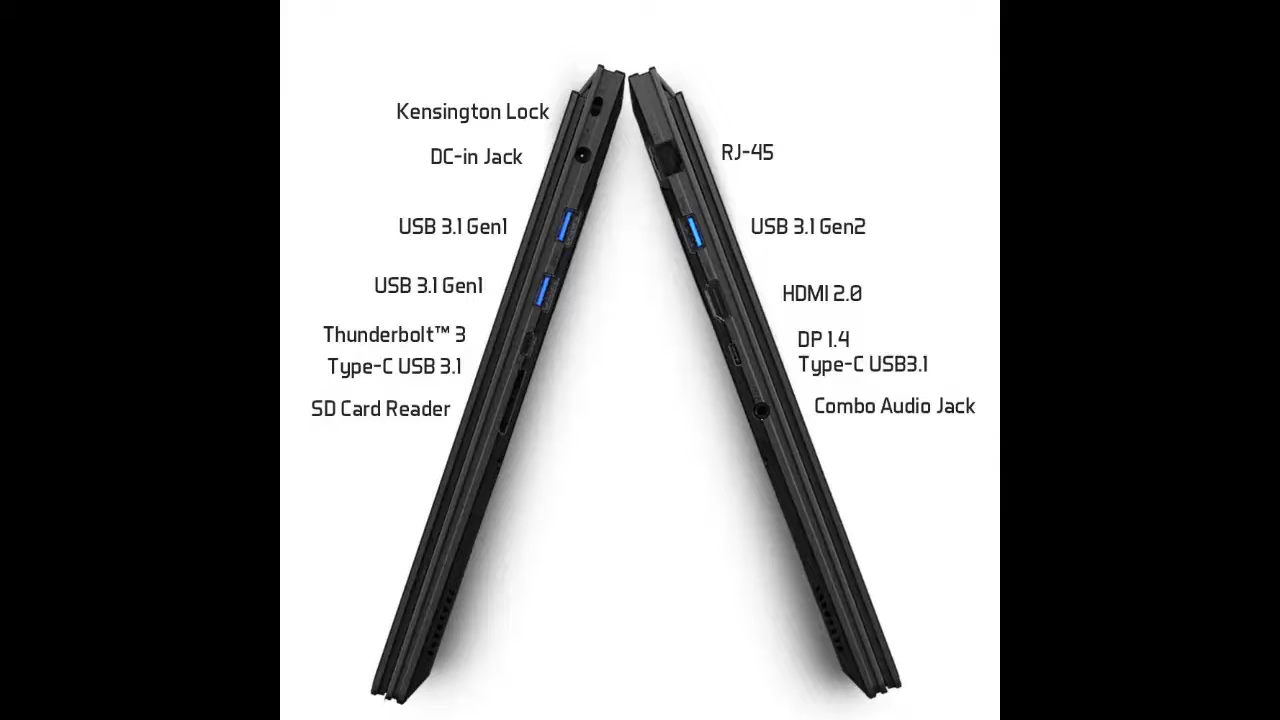 Kensington Lock
DC-in Jack
USB 3.1 Gen1
USB 3.1 Gen1
Thunderbolt™ 3
Type-C USB 3.1
SD Card Reader
RJ-45
USB 3.1 Gen2
HDMI 2.0
DP 1.4
Type-C USB3.1
Combo Audio Jack